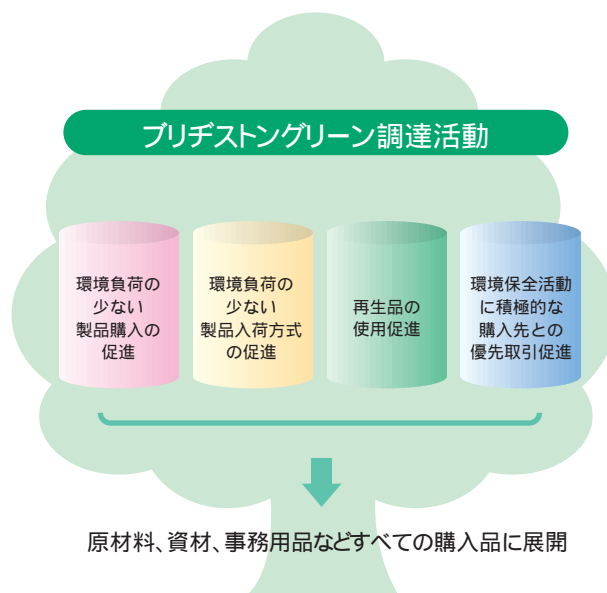 ブリヂストングリーン調達活動
環境負荷の
少ない
製品購入の
促進
環境負荷の
少ない
製品入荷方式
の促進
再生品の
使用促進
環境保全活動
に積極的な
購入先との
優先取引促進
原材料、資材、事務用品などすべての購入品に展開